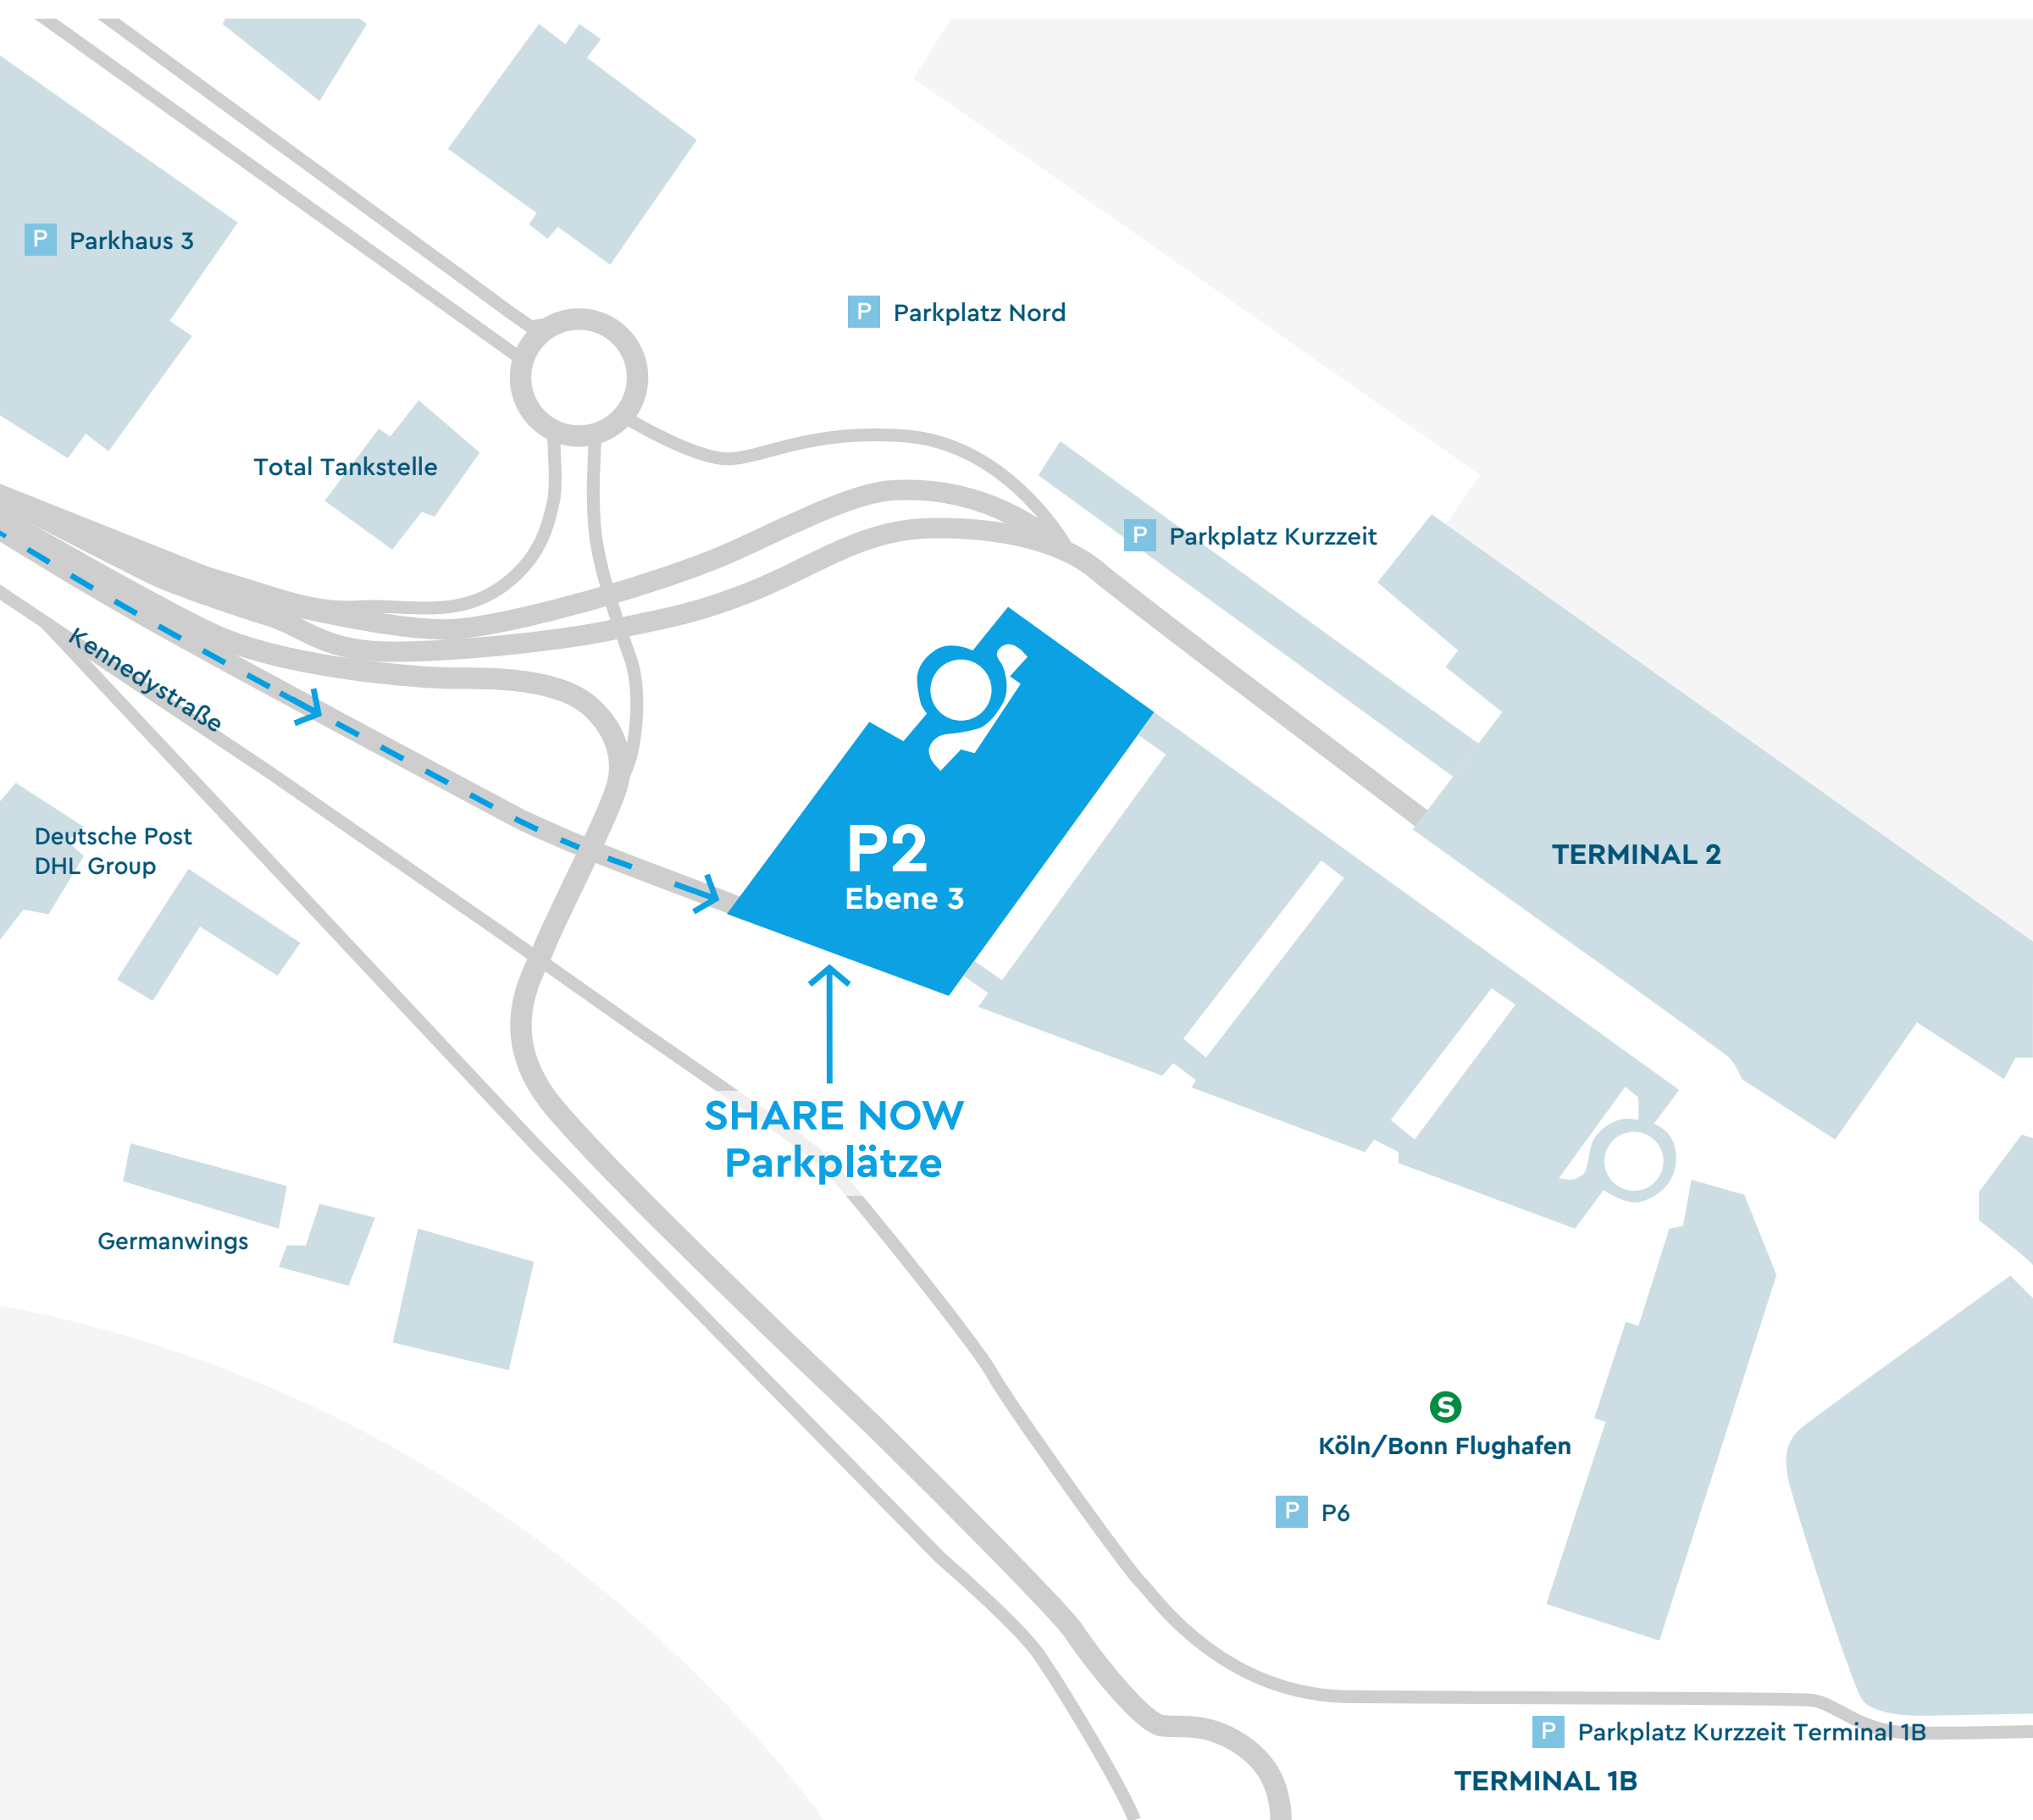 P Parkhaus 3
P Parkplatz Nord
Total Tankstelle
P Parkplatz Kurzzeit
Kennedystraße
Deutsche Post
DHL Group
P2
Ebene 3
TERMINAL 2
SHARE NOW
Parkplätze
Germanwings
S
Köln/Bonn Flughafen
P P6
P Parkplatz Kurzzeit Terminal 1B
TERMINAL 1B